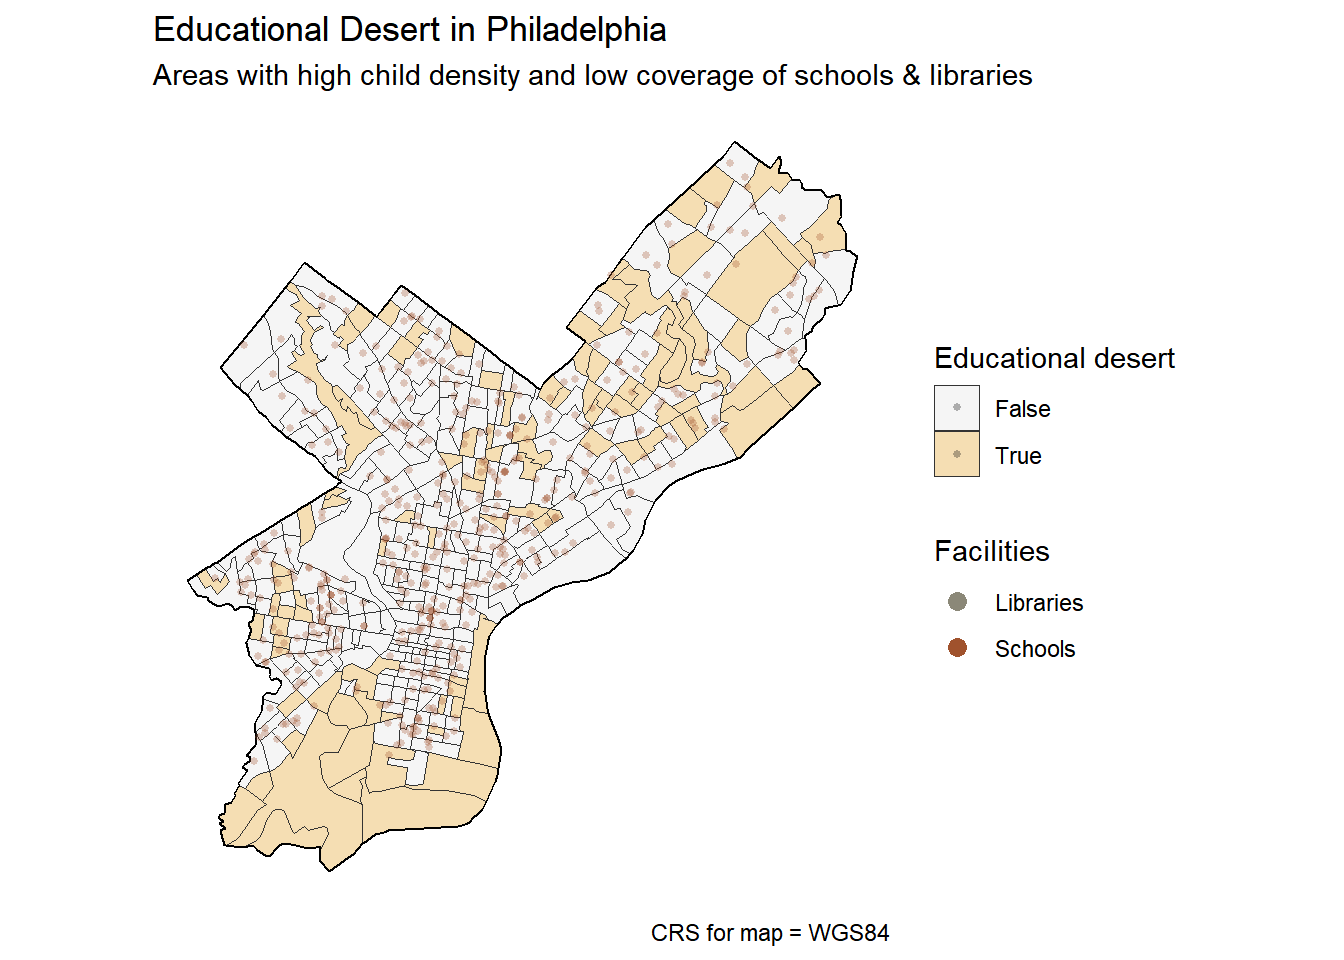 Educational Desert in Philadelphia
Areas with high child density and low coverage of schools & libraries
Educational desert
False
True
Facilities
Libraries
Schools
CRS for map = WGS84